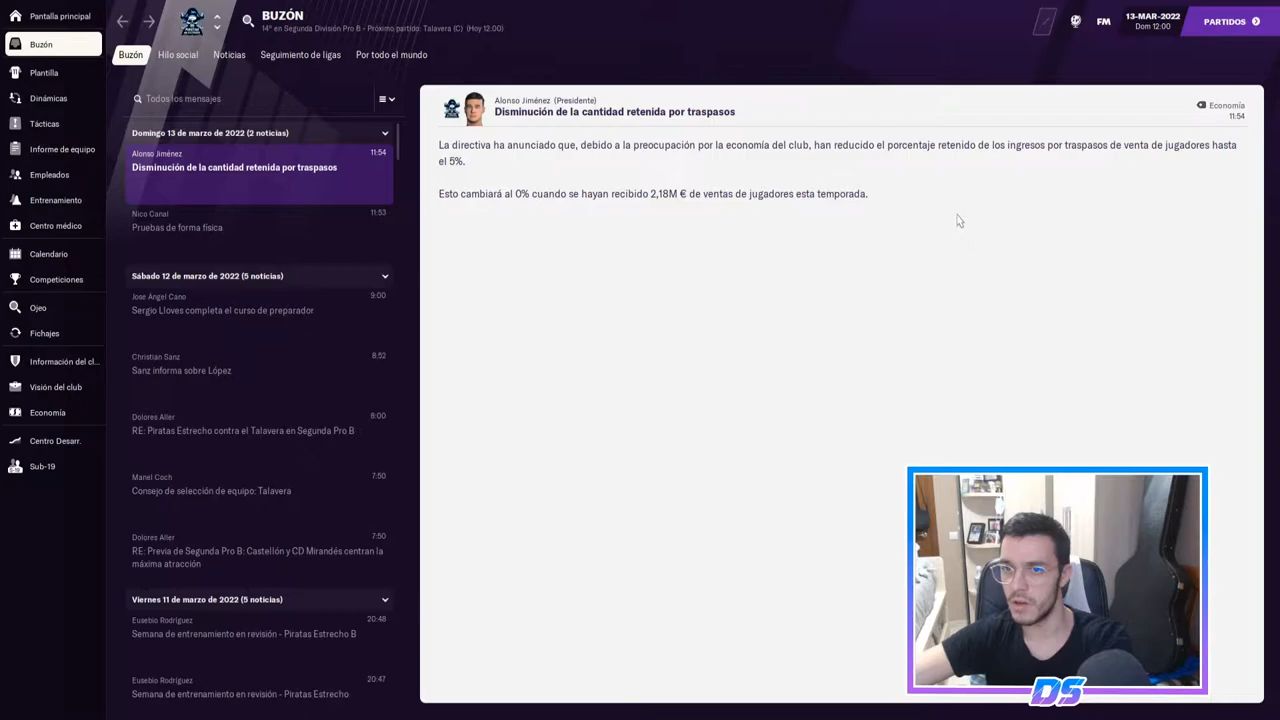 Pantalla principal
Buzón
Plantilla
Dinámicas
Tácticas
Informe de equipo
Empleados
Entrenamiento
Centro médico
Calendario
Competiciones
Ojeo
Fichajes
Información del cl...
Visión del club
Economía
Centro Desarr.
Sub-19
BUZÓN
14º en Segunda División Pro B - Próximo partido: Talavera (C) (Hoy 12:00)
FM
13-MAR-2022
Dom 12:00
PARTIDOS
Buzón
Hilo social
Noticias
Seguimiento de ligas
Por todo el mundo
Todos los mensajes
Domingo 13 de marzo de 2022 (2 noticias)
Alonso Jiménez 11:54
Disminución de la cantidad retenida por traspasos
Nico Canal 11:53
Pruebas de forma física
Sábado 12 de marzo de 2022 (5 noticias)
Jose Ángel Cano 9:00
Sergio Lloves completa el curso de preparador
Christian Sanz 8:52
Sanz informa sobre López
Dolores Aller 8:00
RE: Piratas Estrecho contra el Talavera en Segunda Pro B
Manel Coch 7:50
Consejo de selección de equipo: Talavera
Dolores Aller 7:50
RE: Previa de Segunda Pro B: Castellón y CD Mirandés centran la
máxima atracción
Viernes 11 de marzo de 2022 (5 noticias)
Eusebio Rodríguez 20:48
Semana de entrenamiento en revisión - Piratas Estrecho B
Eusebio Rodríguez 20:47
Semana de entrenamiento en revisión - Piratas Estrecho
Alonso Jiménez (Presidente)
Disminución de la cantidad retenida por traspasos
Economía
11:54
La directiva ha anunciado que, debido a la preocupación por la economía del club, han reducido el porcentaje retenido de los ingresos por traspasos de venta de jugadores hasta
el 5%.
Esto cambiará al 0% cuando se hayan recibido 2,18M € de ventas de jugadores esta temporada.
DS